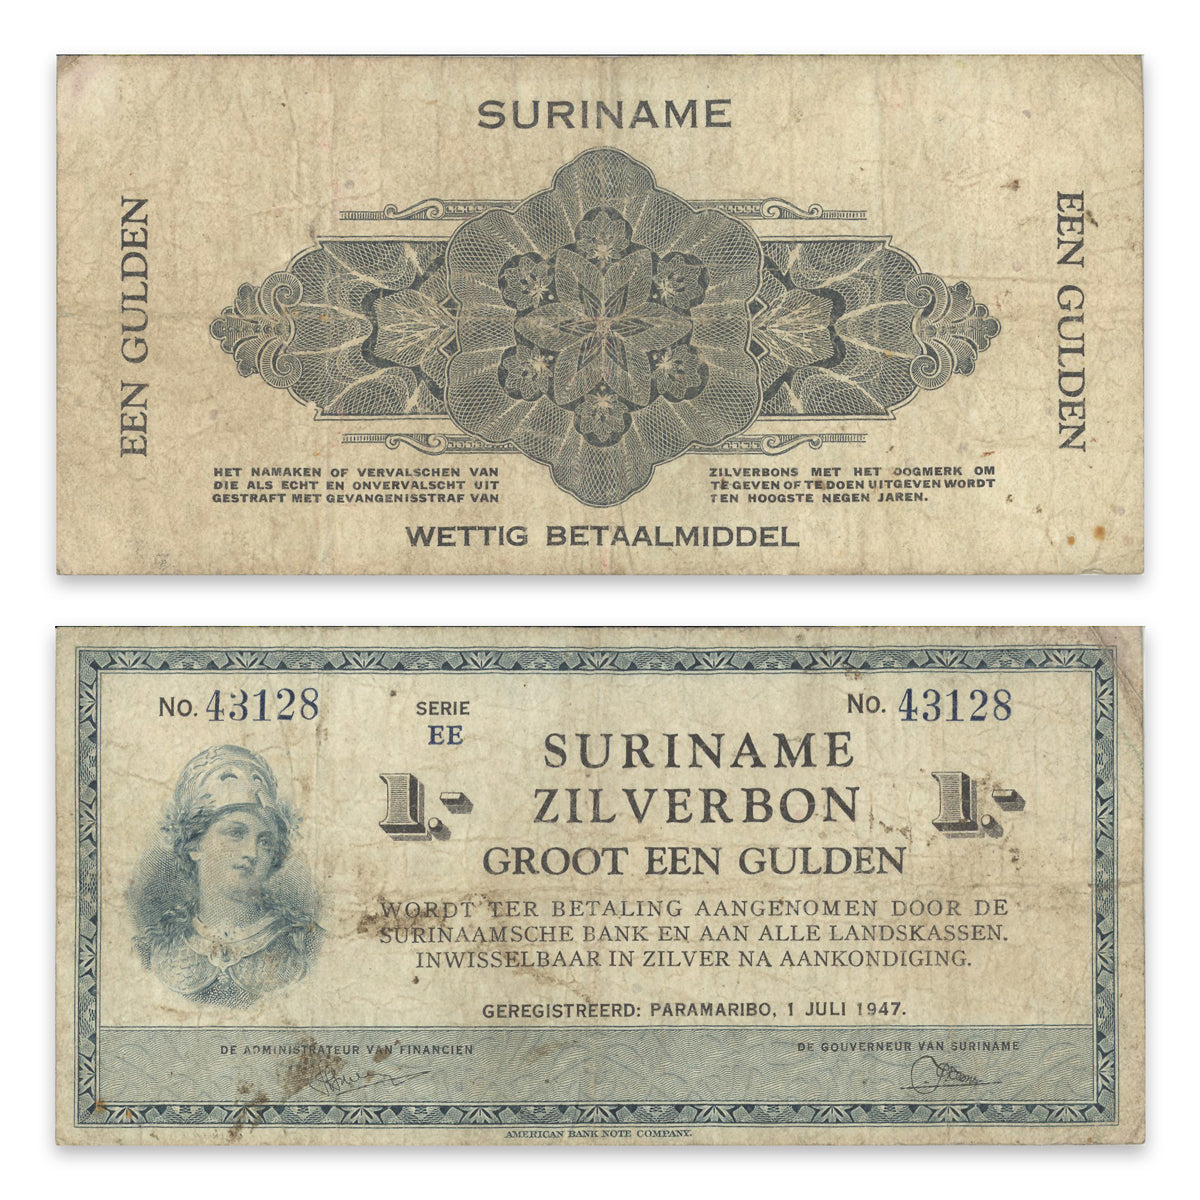 SURINAME
EEN GULDEN
EÉN GULDEN
HET NAMAKEN OF VERVALSCHEN VAN
DIE ALS ECHT EN ONVERVALSCHT UIT
GESTRAFT MET GEVANGENISSTRAF VAN
ZILVERBONS MET HET OOGMERK OM
TE GEVEN OF TE DOEN UITGEVEN WORDT
TEN HOOGSTE NEGEN JAREN.
WETTIG BETAALMIDDEL
No. 43128
SERIE
EE
No. 43128
SURINAME
1.-
ZILVERBON
1.-
GROOT EEN GULDEN
WORDT TER BETALING AANGENOMEN DOOR DE
SURINAAMSCHE BANK EN AAN ALLE LANDSKASSEN.
INWISSELBAAR IN ZILVER NA AANKONDIGING.
GEREGISTREERD: PARAMARIBO, 1 JULI 1947.
DE ADMINISTRATEUR VAN FINANCIEN
DE GOUVERNEUR VAN SURINAME
AMERICAN BANK NOTE COMPANY.